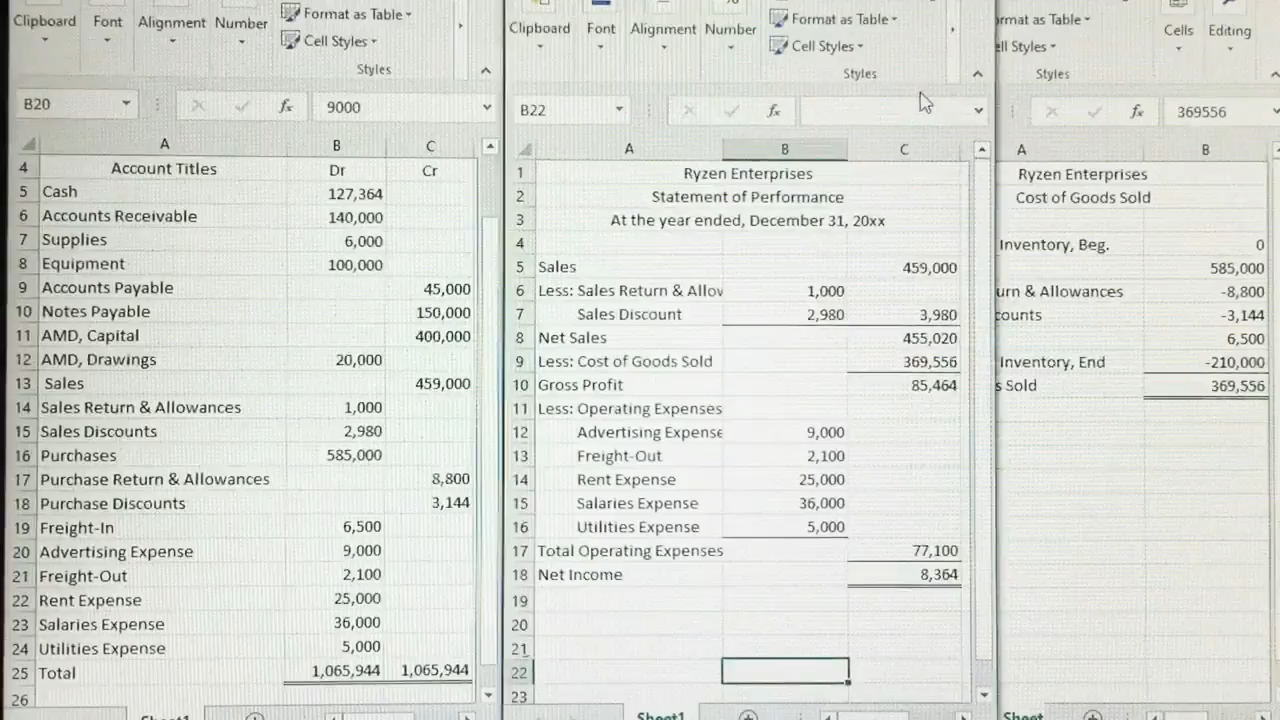 Clipboard Font Alignment Number Format as Table
Cell Styles
Styles
B20 fx 9000
A B C
4 Account Titles Dr Cr
5 Cash 127,364
6 Accounts Receivable 140,000
7 Supplies 6,000
8 Equipment 100,000
9 Accounts Payable 45,000
10 Notes Payable 150,000
11 AMD, Capital 400,000
12 AMD, Drawings 20,000
13 Sales 459,000
14 Sales Return & Allowances 1,000
15 Sales Discounts 2,980
16 Purchases 585,000
17 Purchase Return & Allowances 8,800
18 Purchase Discounts 3,144
19 Freight-In 6,500
20 Advertising Expense 9,000
21 Freight-Out 2,100
22 Rent Expense 25,000
23 Salaries Expense 36,000
24 Utilities Expense 5,000
25 Total 1,065,944 1,065,944
26
Clipboard Font Alignment Number Format as Table
Cell Styles
Styles
B22 fx
A B C
1 Ryzen Enterprises
2 Statement of Performance
3 At the year ended, December 31, 20xx
4
5 Sales 459,000
6 Less: Sales Return & Allov 1,000
7 Sales Discount 2,980 3,980
8 Net Sales 455,020
9 Less: Cost of Goods Sold 369,556
10 Gross Profit 85,464
11 Less: Operating Expenses
12 Advertising Expense 9,000
13 Freight-Out 2,100
14 Rent Expense 25,000
15 Salaries Expense 36,000
16 Utilities Expense 5,000
17 Total Operating Expenses 77,100
18 Net Income 8,364
19
20
21
22
23
Sheet1
rmat as Table Cells Editing
ell Styles
Styles
fx 369556
A B
Ryzen Enterprises
Cost of Goods Sold
Inventory, Beg. 0
585,000
urn & Allowances -8,800
counts -3,144
6,500
Inventory, End -210,000
s Sold 369,556